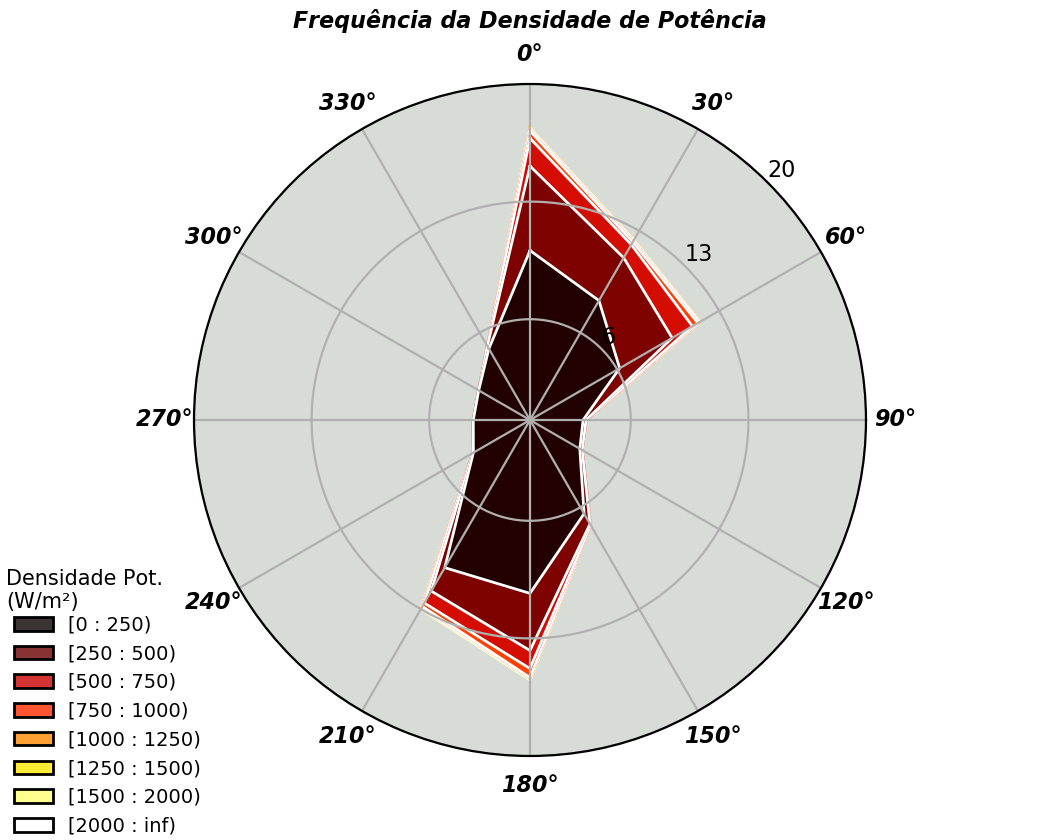 Frequência da Densidade de Potência
0°
330°
30°
20
300°
60°
13
6
270°
90°
240°
120°
210°
150°
180°
Densidade Pot.
(W/m²)
[0 : 250)
[250 : 500)
[500 : 750)
[750 : 1000)
[1000 : 1250)
[1250 : 1500)
[1500 : 2000)
[2000 : inf)